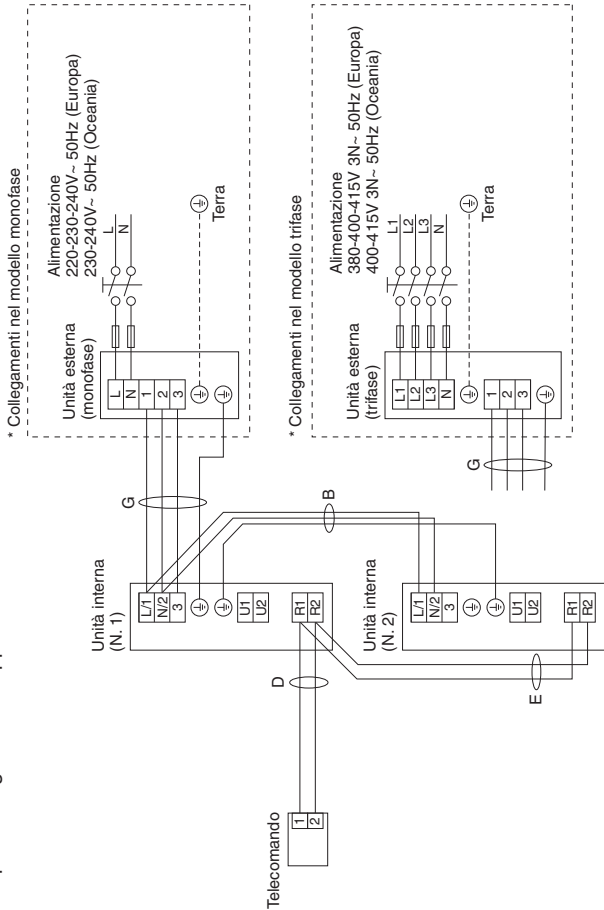 * Collegamenti nel modello monofase
Alimentazione
220-230-240V~ 50Hz (Europa)
230-240V~ 50Hz (Oceania)
L
N
Terra
Unità esterna
(monofase)
L
N
1
2
3
* Collegamenti nel modello trifase
Alimentazione
380-400-415V 3N~ 50Hz (Europa)
400-415V 3N~ 50Hz (Oceania)
L1
L2
L3
N
Terra
Unità esterna
(trifase)
L1
L2
L3
N
1
2
3
G
G
B
Unità interna
(N. 1)
L/1
N/2
3
U1
U2
R1
R2
Unità interna
(N. 2)
L/1
N/2
3
U1
U2
R1
R2
D
E
Telecomando
1
2